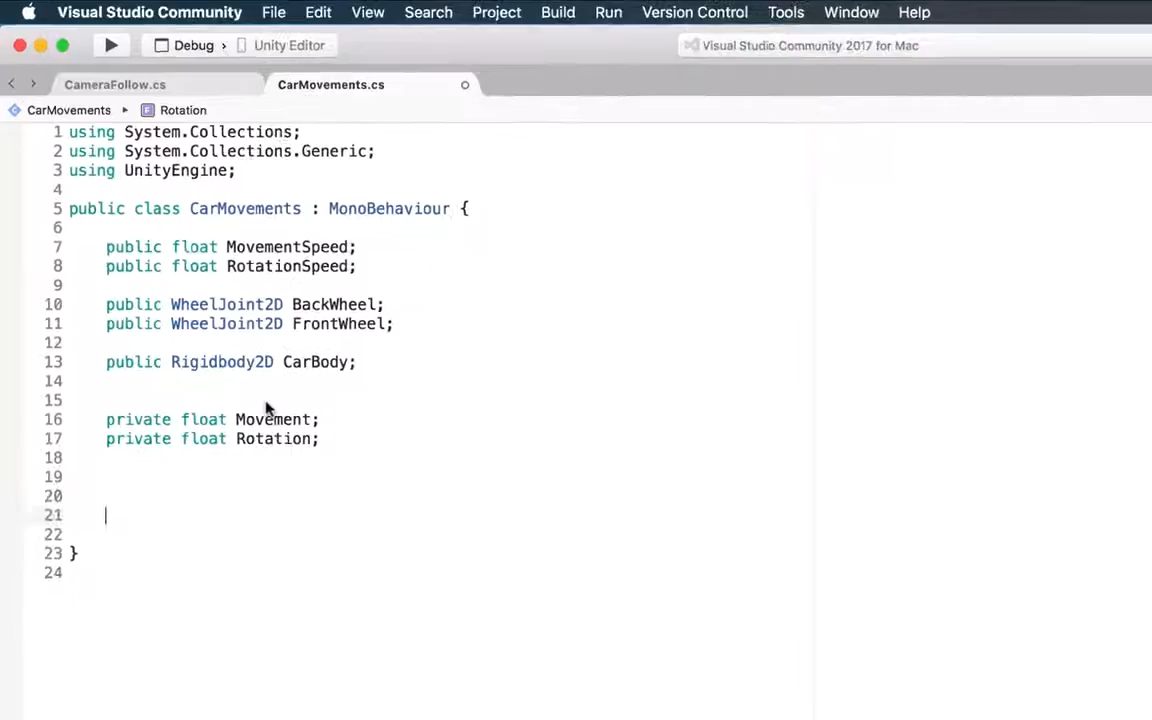 Visual Studio Community File Edit View Search Project Build Run Version Control Tools Window Help
Debug › Unity Editor Visual Studio Community 2017 for Mac
CameraFollow.cs CarMovements.cs
CarMovements Rotation
1 using System.Collections;
2 using System.Collections.Generic;
3 using UnityEngine;
4
5 public class CarMovements : MonoBehaviour {
6
7 public float MovementSpeed;
8 public float RotationSpeed;
9
10 public WheelJoint2D BackWheel;
11 public WheelJoint2D FrontWheel;
12
13 public Rigidbody2D CarBody;
14
15
16 private float Movement;
17 private float Rotation;
18
19
20
21
22
23 }
24